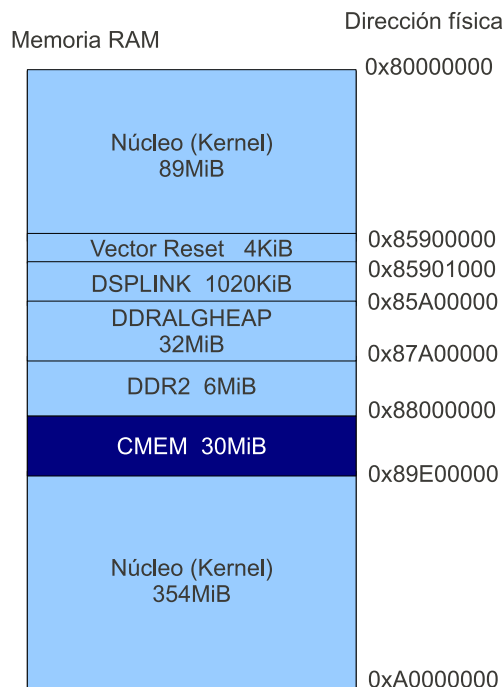 Dirección física
Memoria RAM
0x80000000
Núcleo (Kernel)
89MiB
0x85900000
Vector Reset 4KiB
0x85901000
DSPLINK 1020KiB
0x85A00000
DDRALGHEAP
32MiB
0x87A00000
DDR2 6MiB
0x88000000
CMEM 30MiB
0x89E00000
Núcleo (Kernel)
354MiB
0xA0000000